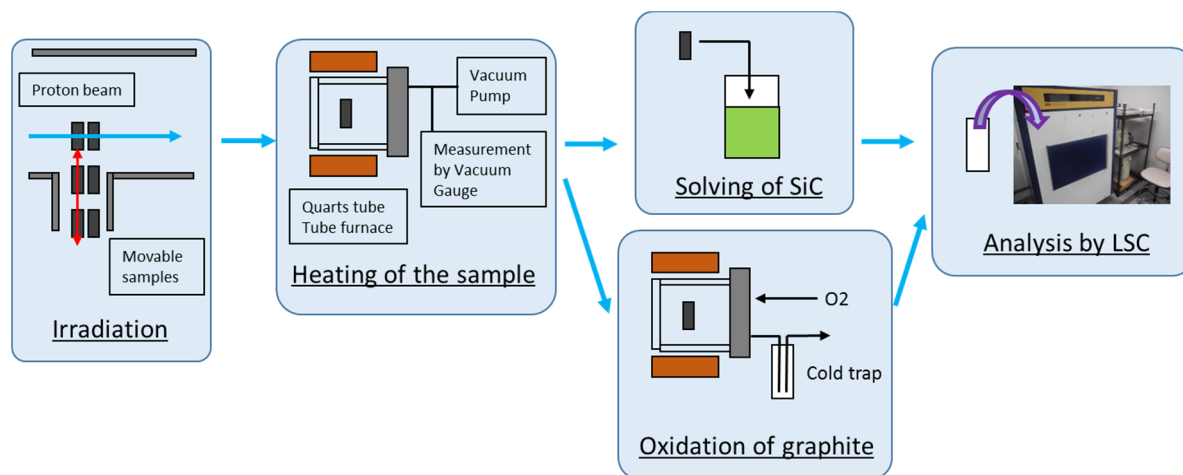 Proton beam
Movable
samples
Irradiation
Vacuum
Pump
Measurement
by Vacuum
Gauge
Quarts tube
Tube furnace
Heating of the sample
Solving of SiC
O2
Cold trap
Oxidation of graphite
Analysis by LSC